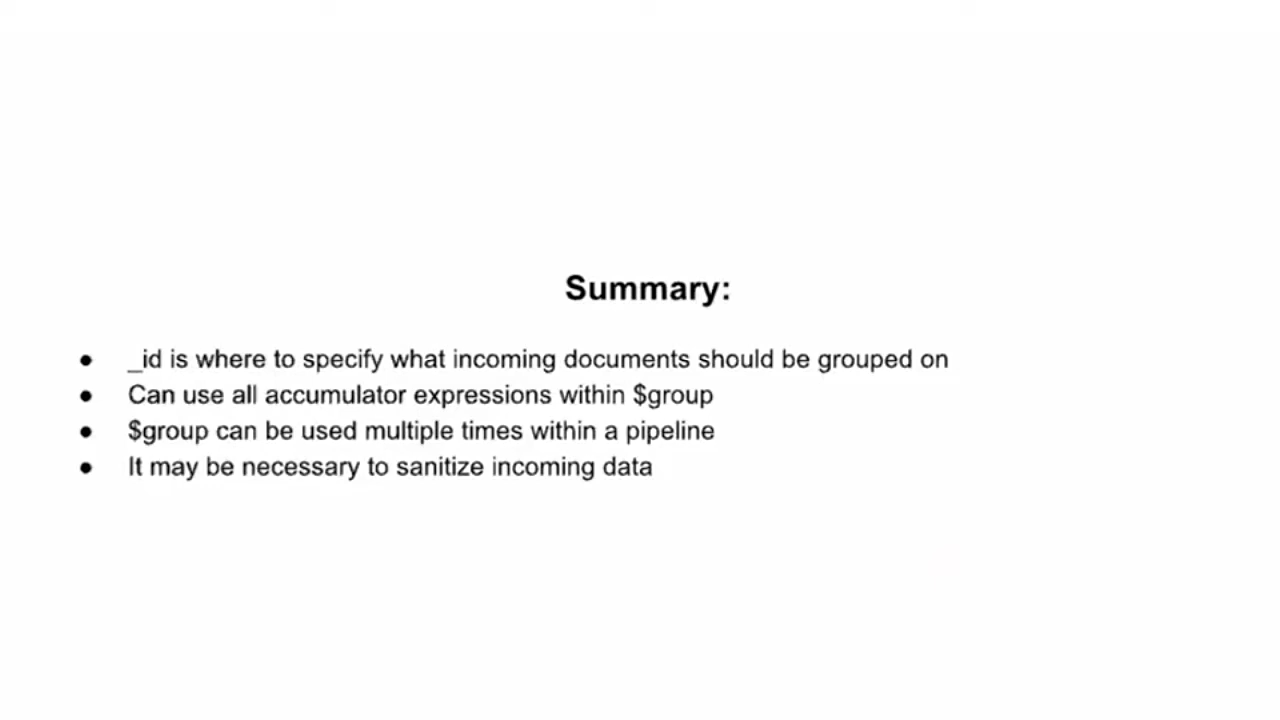 Summary:
● _id is where to specify what incoming documents should be grouped on
● Can use all accumulator expressions within $group
● $group can be used multiple times within a pipeline
● It may be necessary to sanitize incoming data